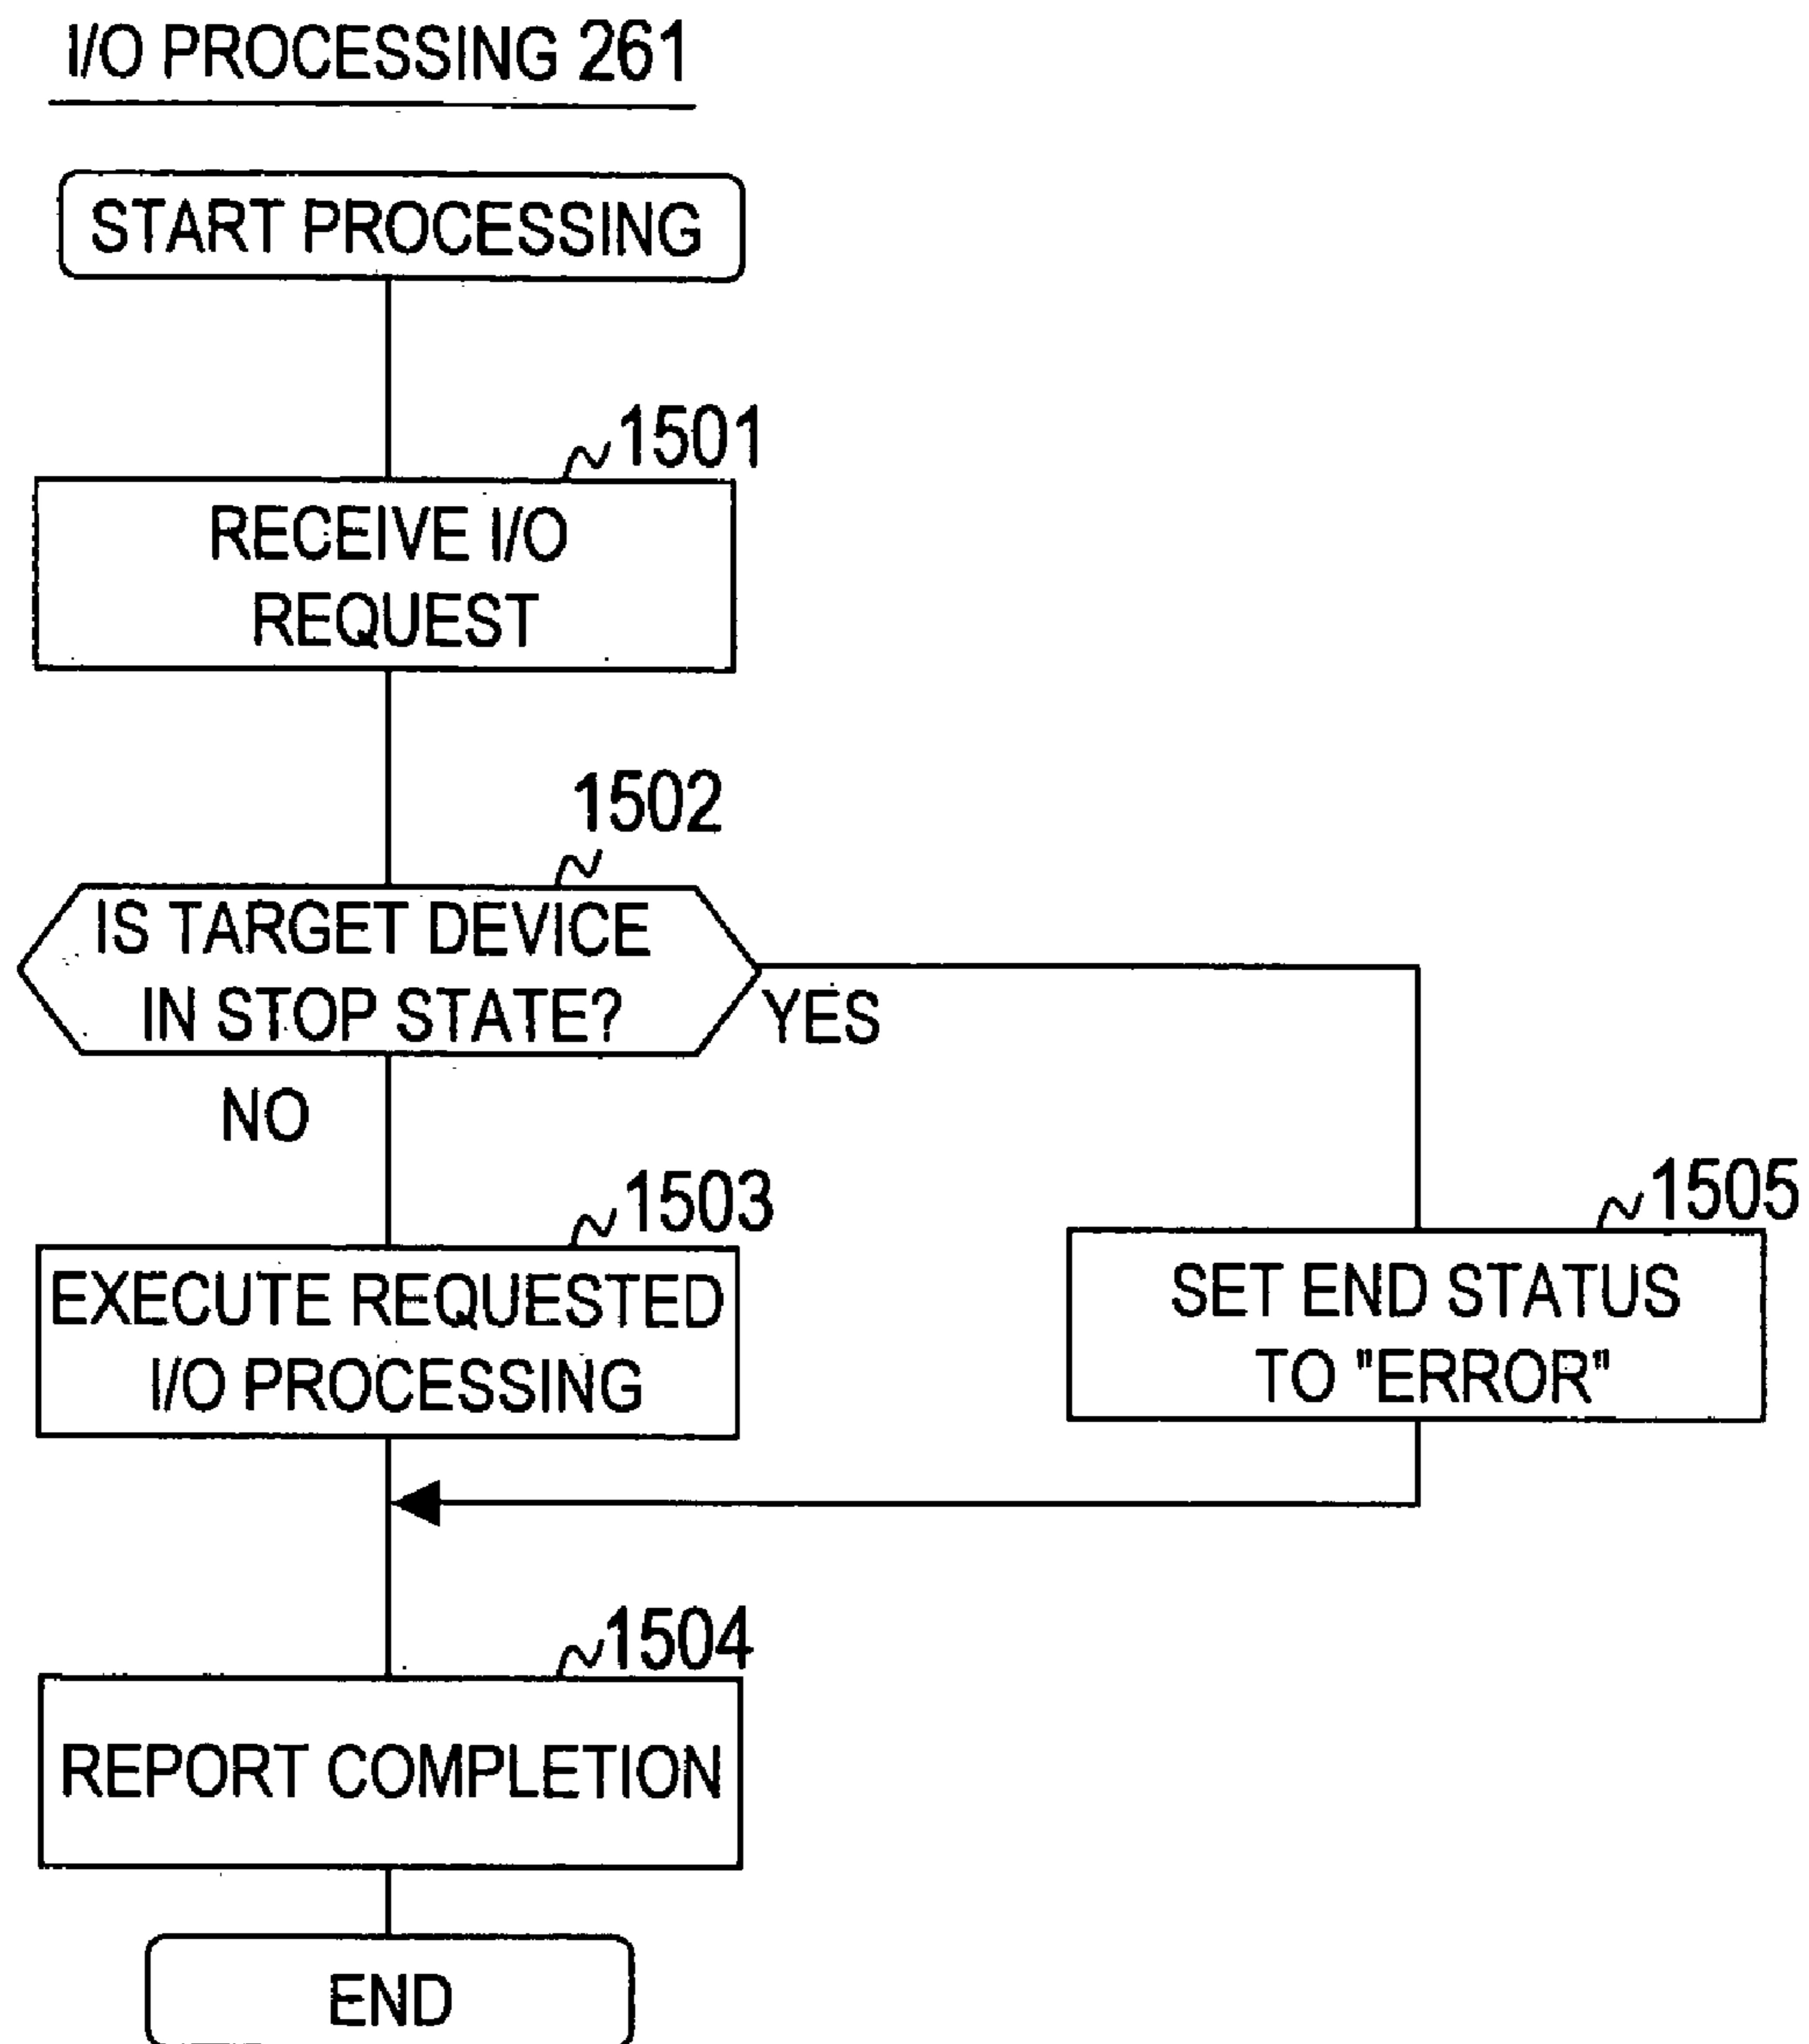 I/O PROCESSING 261
START PROCESSING
1501
RECEIVE I/O
REQUEST
1502
IS TARGET DEVICE
IN STOP STATE?
YES
NO
1503
EXECUTE REQUESTED
I/O PROCESSING
1505
SET END STATUS
TO "ERROR"
1504
REPORT COMPLETION
END